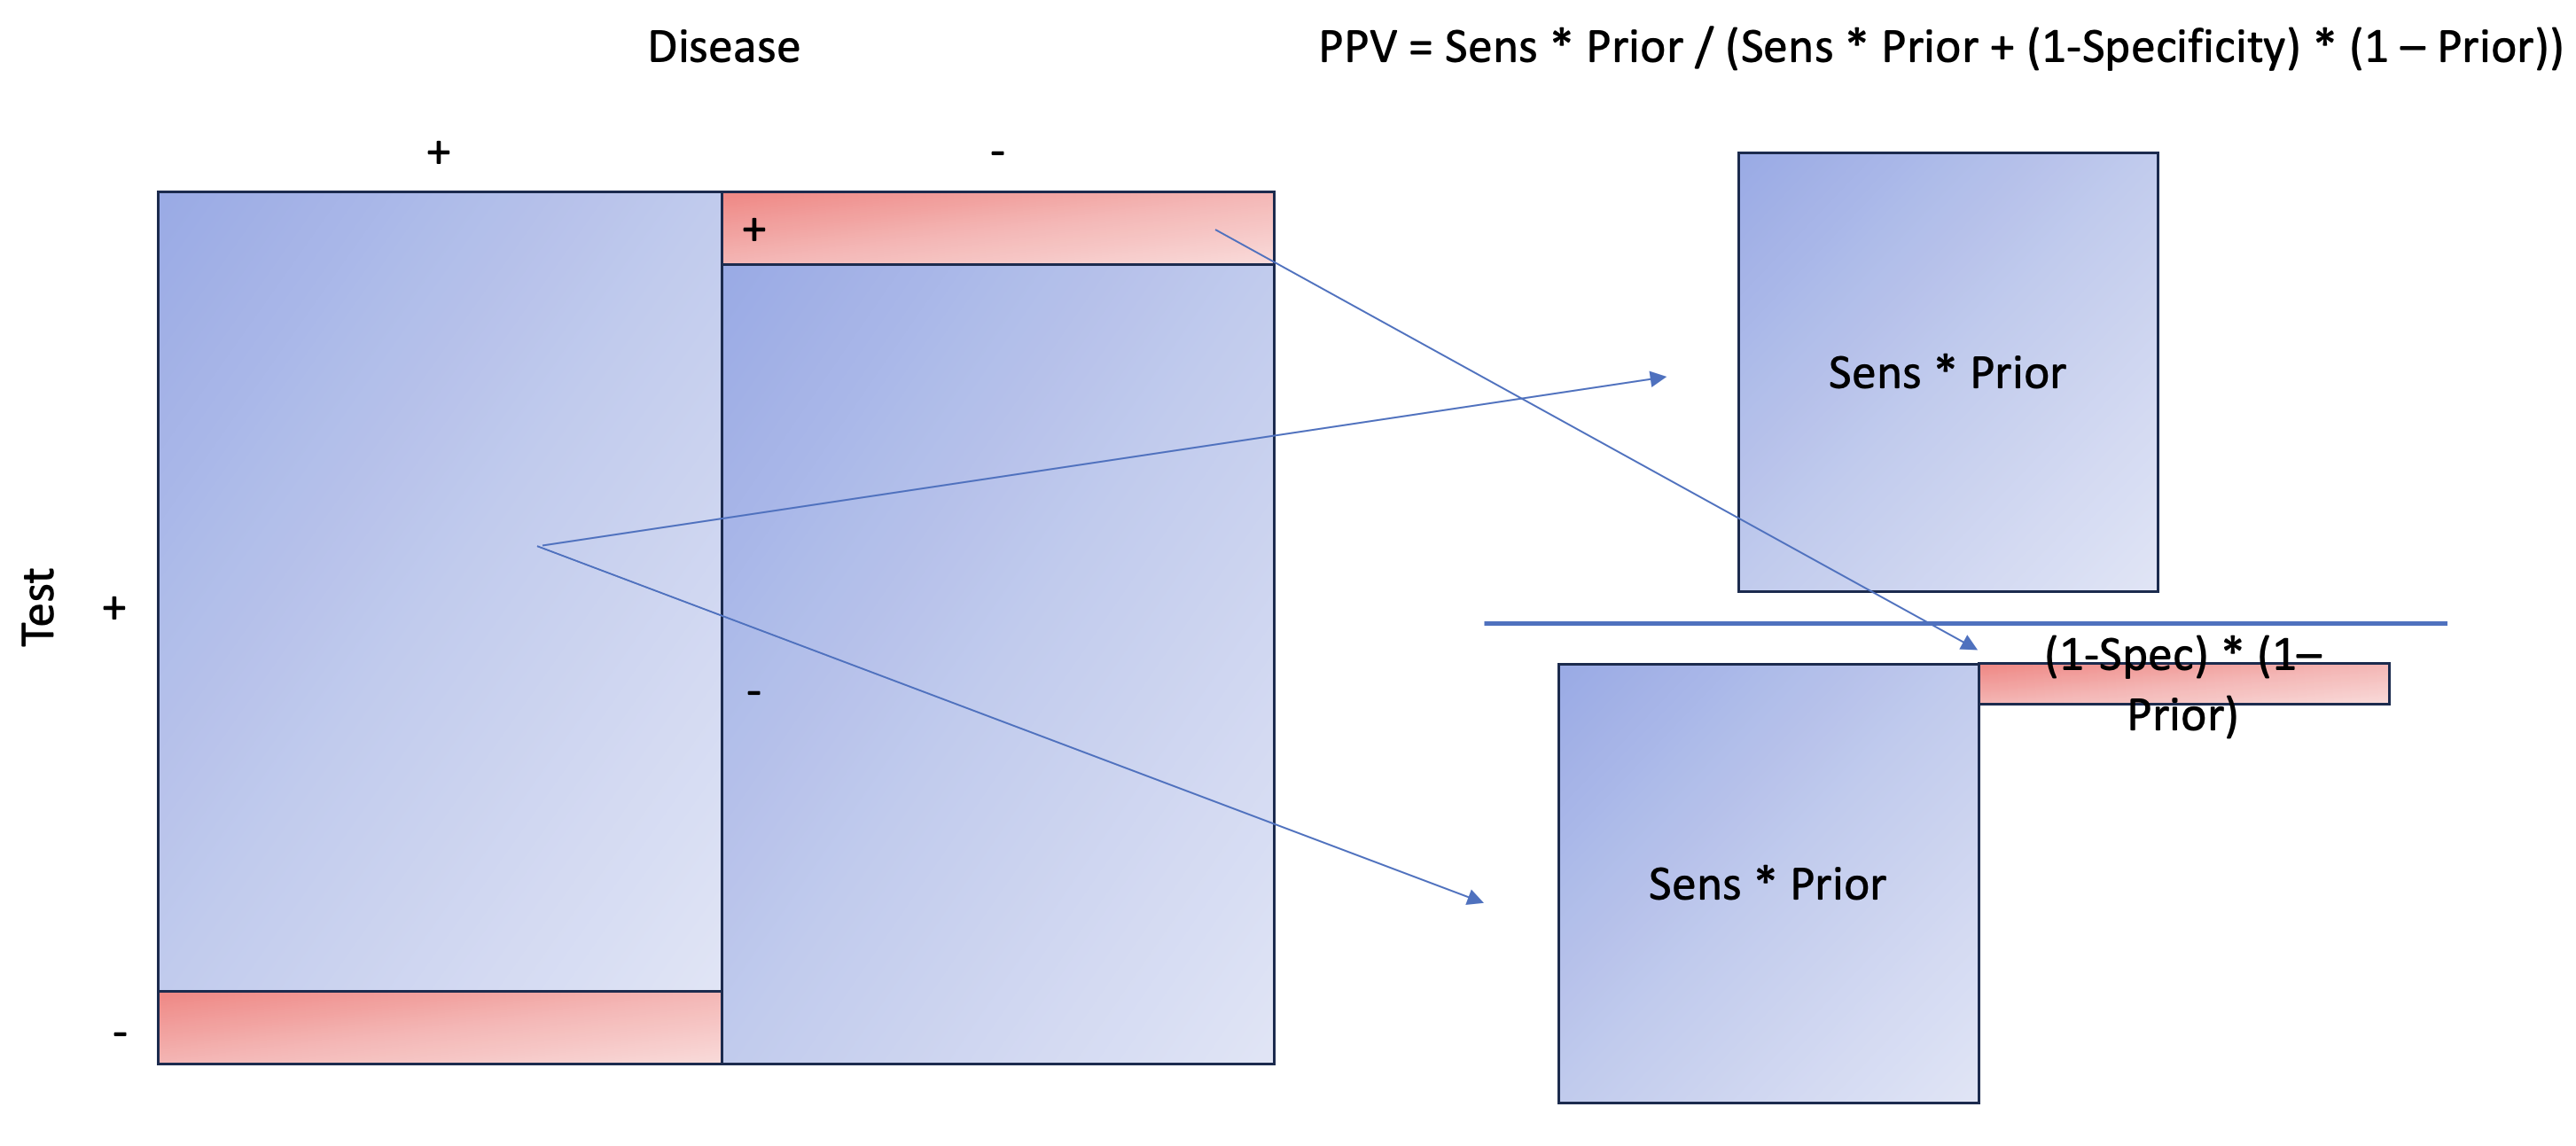 Disease
PPV = Sens * Prior / (Sens * Prior + (1-Specificity) * (1 – Prior))
+
-
+
Sens * Prior
Test
+
-
(1-Spec) * (1–
Prior)
Sens * Prior
-